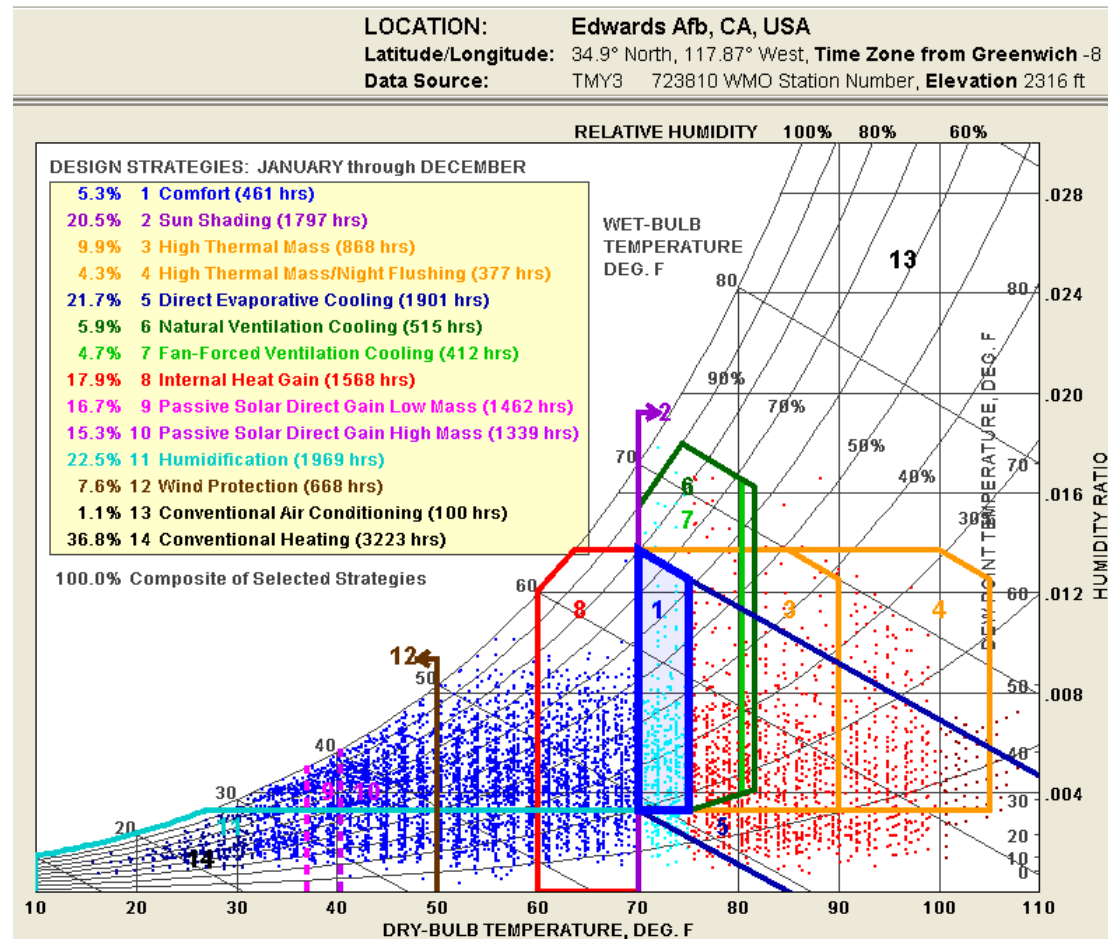 LOCATION: Edwards Afb, CA, USA
Latitude/Longitude: 34.9° North, 117.87° West, Time Zone from Greenwich -8
Data Source: TMY3 723810 WMO Station Number, Elevation 2316 ft
RELATIVE HUMIDITY 100% 80% 60%
DESIGN STRATEGIES: JANUARY through DECEMBER
5.3% 1 Comfort (461 hrs)
20.5% 2 Sun Shading (1797 hrs)
9.9% 3 High Thermal Mass (868 hrs)
4.3% 4 High Thermal Mass/Night Flushing (377 hrs)
21.7% 5 Direct Evaporative Cooling (1901 hrs)
5.9% 6 Natural Ventilation Cooling (515 hrs)
4.7% 7 Fan-Forced Ventilation Cooling (412 hrs)
17.9% 8 Internal Heat Gain (1568 hrs)
16.7% 9 Passive Solar Direct Gain Low Mass (1462 hrs)
15.3% 10 Passive Solar Direct Gain High Mass (1339 hrs)
22.5% 11 Humidification (1969 hrs)
7.6% 12 Wind Protection (668 hrs)
1.1% 13 Conventional Air Conditioning (100 hrs)
36.8% 14 Conventional Heating (3223 hrs)
100.0% Composite of Selected Strategies
WET-BULB
TEMPERATURE
DEG. F
13
80
80
90%
70%
50%
40%
30%
2
70
70
6
7
60
60
8
1
3
4
12
50
50
40
40
9
10
30
30
11
5
20
20
14
10
0
DEW POINT TEMPERATURE, DEG. F
.028
.024
.020
.016
.012
.008
.004
HUMIDITY RATIO
10 20 30 40 50 60 70 80 90 100 110
DRY-BULB TEMPERATURE, DEG. F